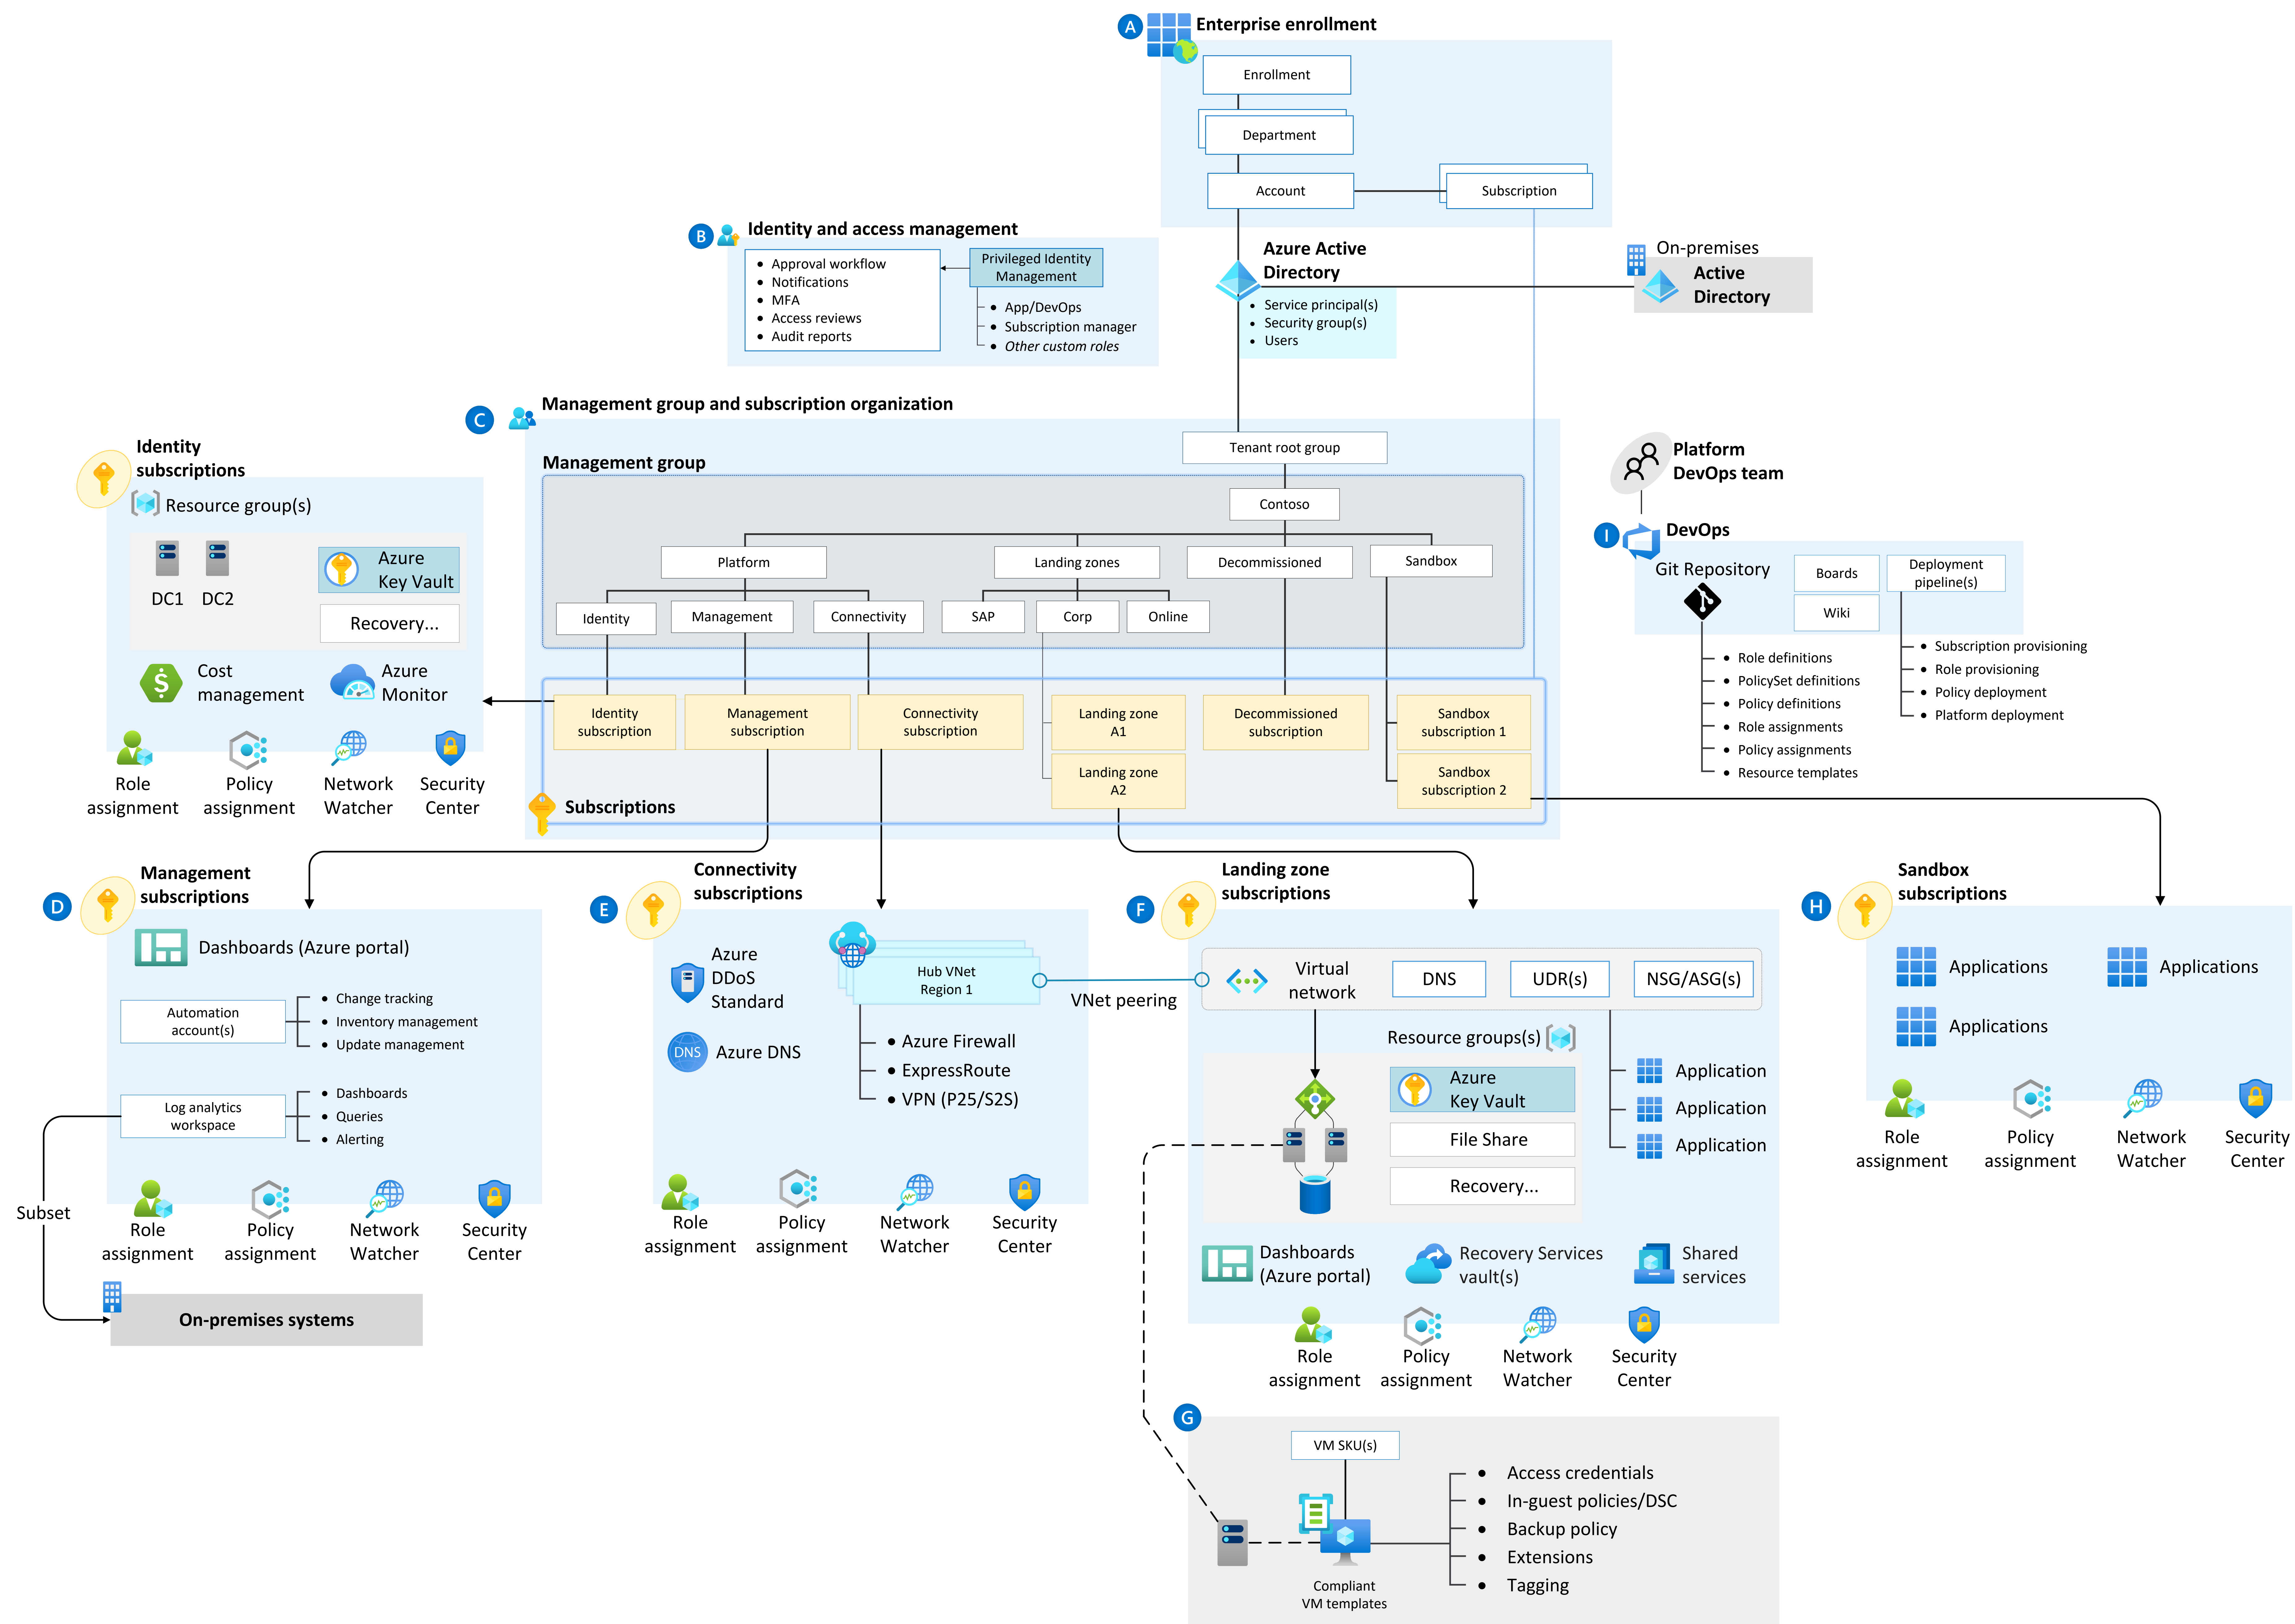 A
Enterprise enrollment
Enrollment
Department
Account
Subscription
B
Identity and access management
Approval workflow
Notifications
MFA
Access reviews
Audit reports
Privileged Identity
Management
App/DevOps
Subscription manager
Other custom roles
Azure Active
Directory
Service principal(s)
Security group(s)
Users
On-premises
Active
Directory
C
Management group and subscription organization
Tenant root group
Management group
Contoso
Platform
Landing zones
Decommissioned
Sandbox
Identity
Management
Connectivity
SAP
Corp
Online
Identity
subscription
Management
subscription
Connectivity
subscription
Landing zone
A1
Landing zone
A2
Decommissioned
subscription
Sandbox
subscription 1
Sandbox
subscription 2
Subscriptions
Identity
subscriptions
Resource group(s)
DC1
DC2
Azure
Key Vault
Recovery...
Cost
management
Azure
Monitor
Role
assignment
Policy
assignment
Network
Watcher
Security
Center
Platform
DevOps team
I
DevOps
Git Repository
Boards
Wiki
Deployment
pipeline(s)
Role definitions
PolicySet definitions
Policy definitions
Role assignments
Policy assignments
Resource templates
Subscription provisioning
Role provisioning
Policy deployment
Platform deployment
D
Management
subscriptions
Dashboards (Azure portal)
Automation
account(s)
Change tracking
Inventory management
Update management
Log analytics
workspace
Dashboards
Queries
Alerting
Role
assignment
Policy
assignment
Network
Watcher
Security
Center
Subset
On-premises systems
E
Connectivity
subscriptions
Azure
DDoS
Standard
DNS
Azure DNS
Hub VNet
Region 1
Azure Firewall
ExpressRoute
VPN (P25/S2S)
VNet peering
Role
assignment
Policy
assignment
Network
Watcher
Security
Center
F
Landing zone
subscriptions
Virtual
network
DNS
UDR(s)
NSG/ASG(s)
Resource groups(s)
Azure
Key Vault
File Share
Recovery...
Application
Application
Application
Dashboards
(Azure portal)
Recovery Services
vault(s)
Shared
services
Role
assignment
Policy
assignment
Network
Watcher
Security
Center
G
VM SKU(s)
Compliant
VM templates
Access credentials
In-guest policies/DSC
Backup policy
Extensions
Tagging
H
Sandbox
subscriptions
Applications
Applications
Applications
Role
assignment
Policy
assignment
Network
Watcher
Security
Center